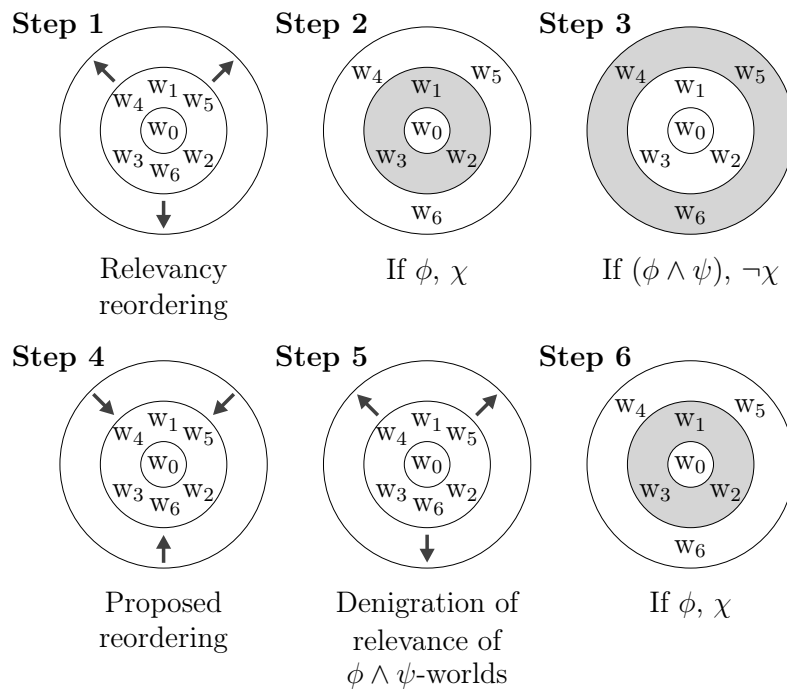 Step 1
w₁
w₄ w₅
w₀
w₃ w₂
w₆
Relevancy
reordering
Step 2
w₄ w₅
w₁
w₀
w₃ w₂
w₆
If ϕ, χ
Step 3
w₄ w₅
w₁
w₀
w₃ w₂
w₆
If (ϕ ∧ ψ), ¬χ
Step 4
w₁
w₄ w₅
w₀
w₃ w₂
w₆
Proposed
reordering
Step 5
w₁
w₄ w₅
w₀
w₃ w₂
w₆
Denigration of
relevance of
ϕ ∧ ψ-worlds
Step 6
w₄ w₅
w₁
w₀
w₃ w₂
w₆
If ϕ, χ